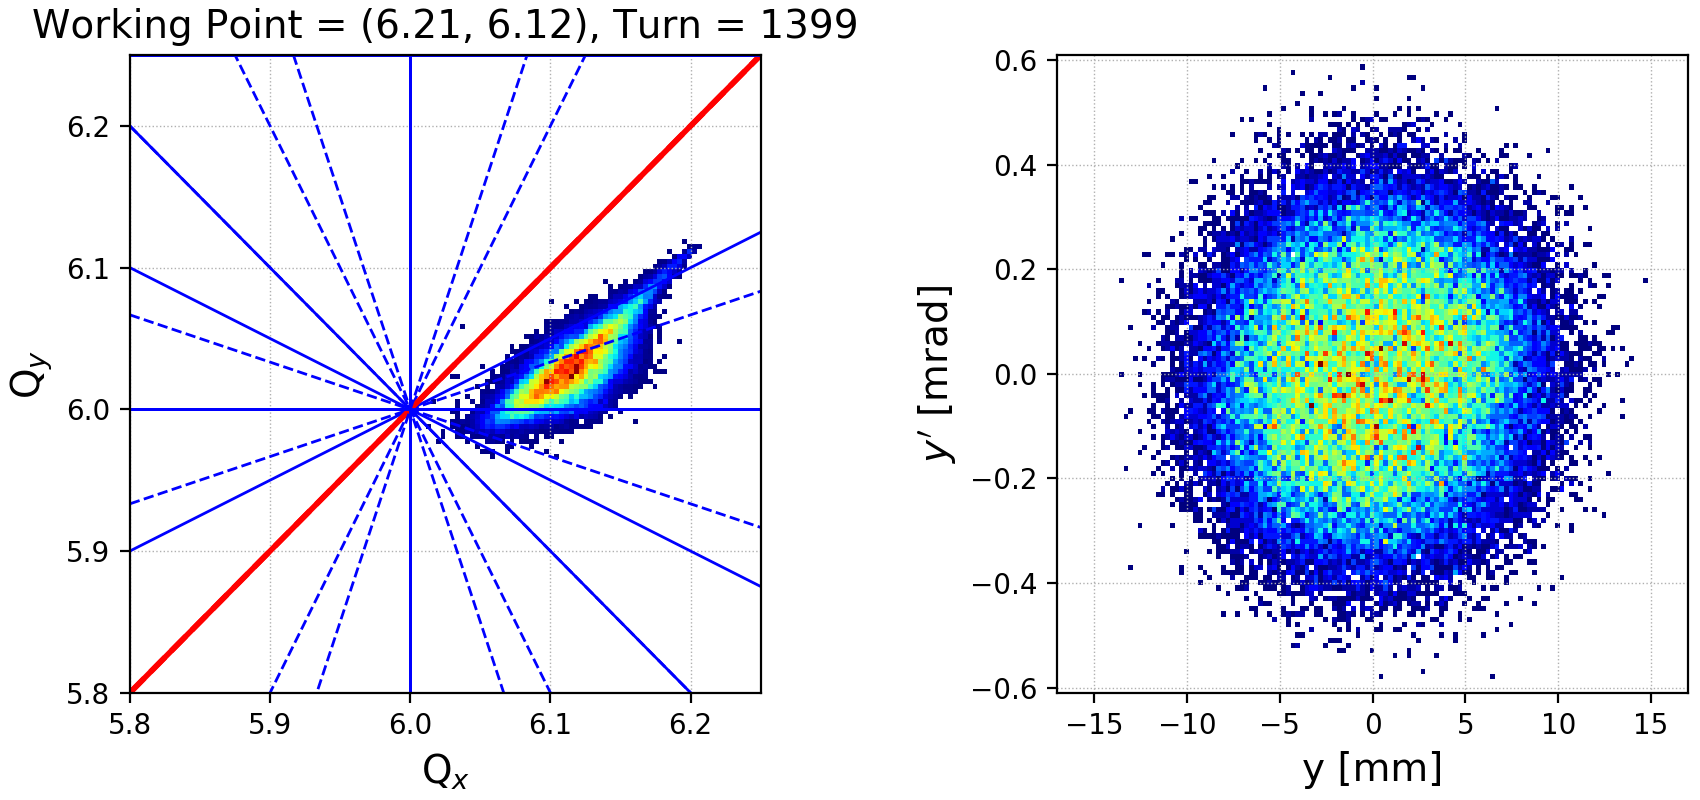 Working Point = (6.21, 6.12), Turn = 1399
6.2
6.1
6.0
5.9
5.8
Qy
5.8 5.9 6.0 6.1 6.2
Qx
0.6
0.4
0.2
0.0
−0.2
−0.4
−0.6
y′ [mrad]
−15 −10 −5 0 5 10 15
y [mm]